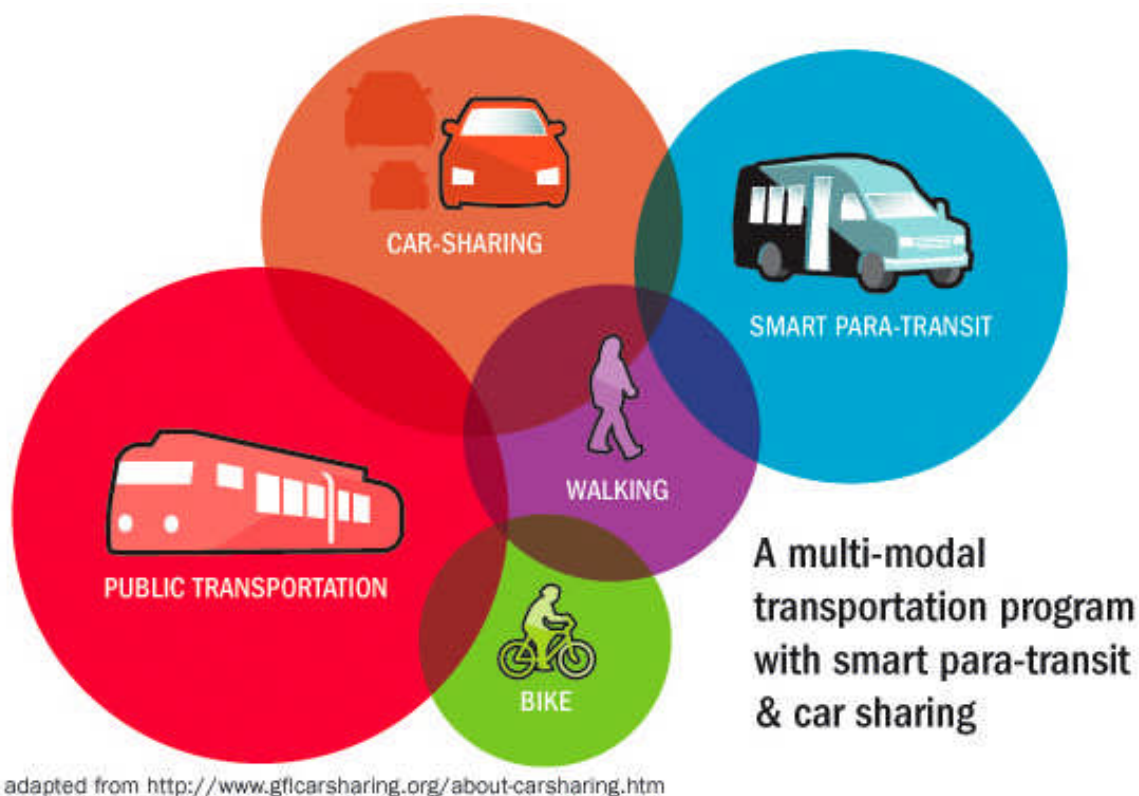 CAR-SHARING
SMART PARA-TRANSIT
WALKING
PUBLIC TRANSPORTATION
BIKE
A multi-modal
transportation program
with smart para-transit
& car sharing
adapted from http://www.gflcarsharing.org/about-carsharing.htm